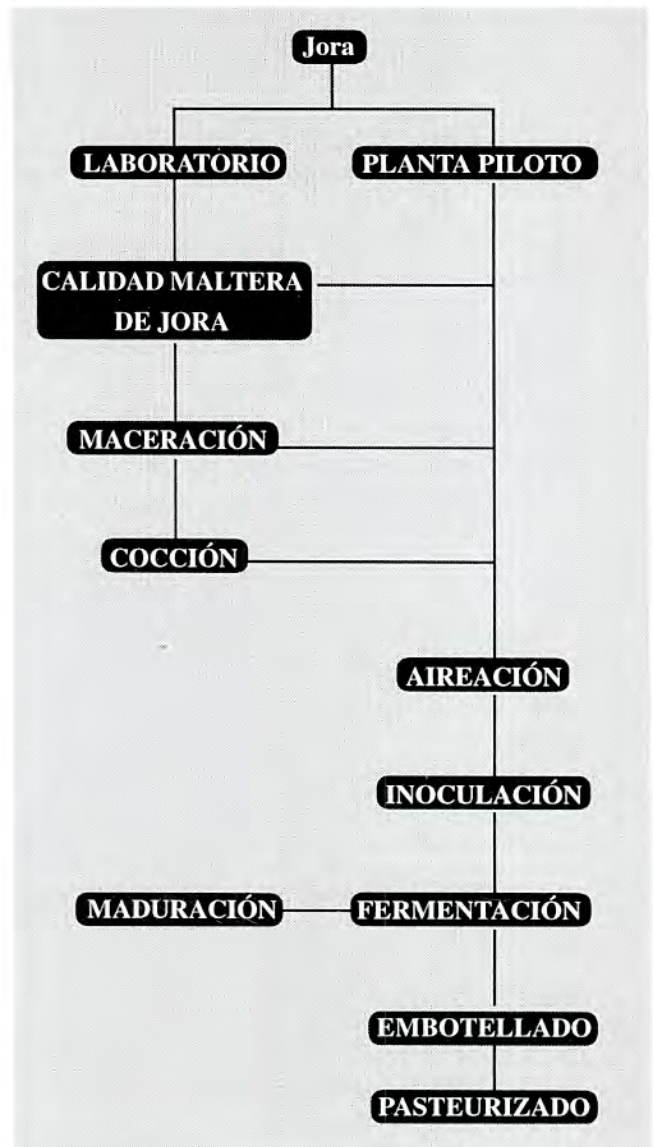 Jora
LABORATORIO
PLANTA PILOTO
CALIDAD MALTERA
DE JORA
MACERACIÓN
COCCIÓN
AIREACIÓN
INOCULACIÓN
MADURACIÓN
FERMENTACIÓN
EMBOTELLADO
PASTEURIZADO